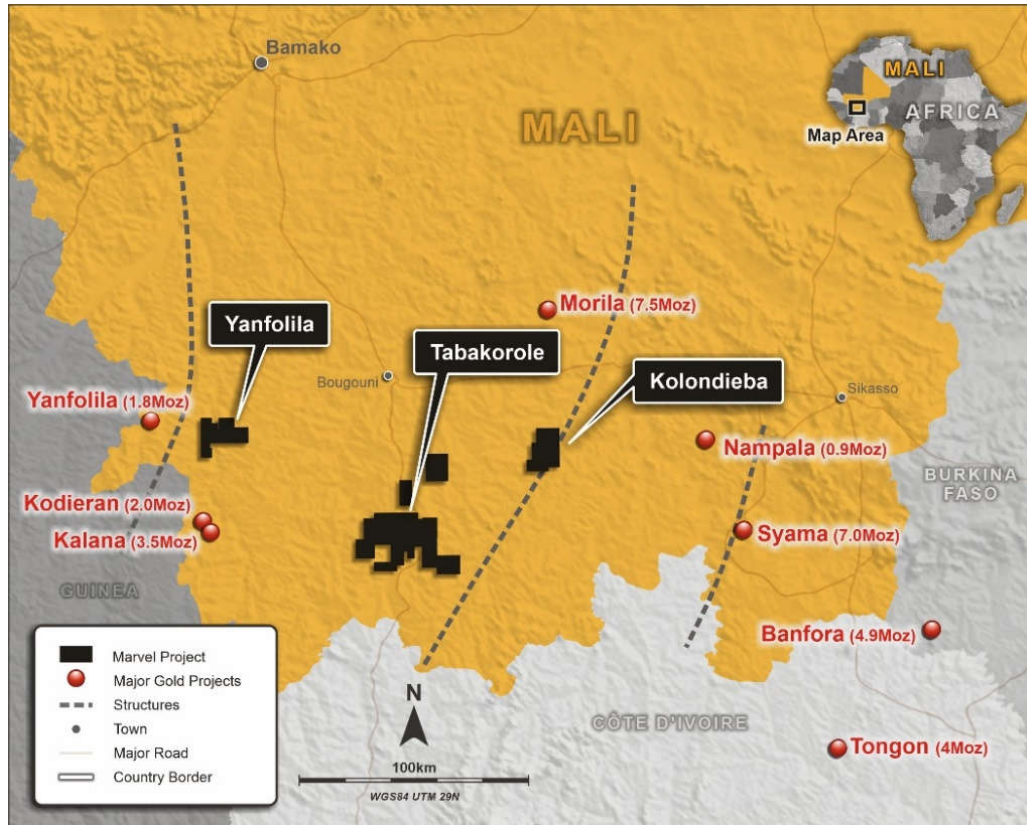 Bamako
MALI
MALI
AFRICA
Map Area
Yanfolila
Morila (7.5Moz)
Tabakorole
Kolondieba
Bougouni
Sikasso
Yanfolila (1.8Moz)
Nampala (0.9Moz)
BURKINA
FASO
Kodieran (2.0Moz)
Kalana (3.5Moz)
Syama (7.0Moz)
GUINEA
Banfora (4.9Moz)
Marvel Project
Major Gold Projects
Structures
Town
Major Road
Country Border
N
100km
WGS84 UTM 29N
CÔTE D'IVOIRE
Tongon (4Moz)